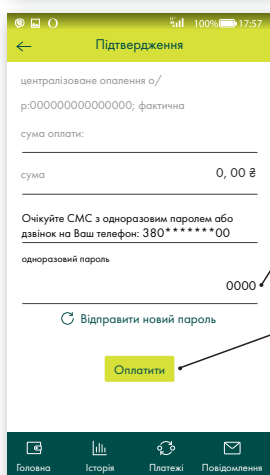 100% 17:57
Підтвердження
централізоване опалення о/
р:000000000000000; фактична
сума оплати:
сума 0, 00 ₴
Очікуйте СМС з одноразовим паролем або
дзвінок на Ваш телефон: 380*******00
одноразовий пароль
0000
Відправити новий пароль
Оплатити
Головна Історія Платежі Повідомлення